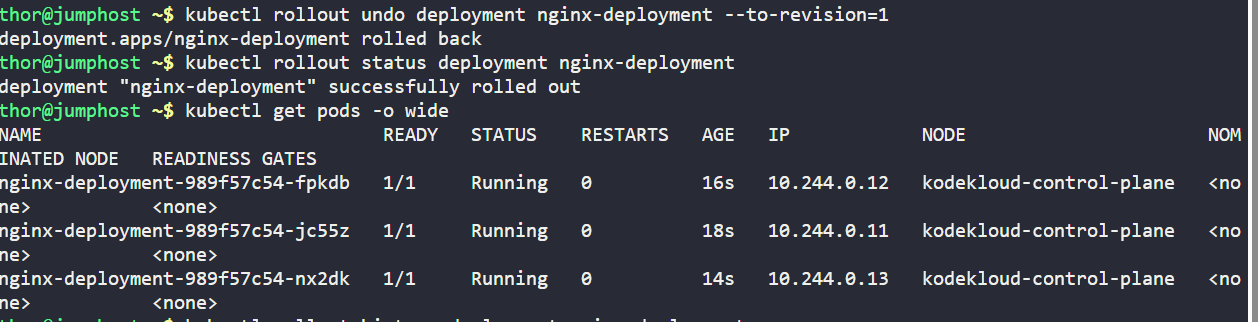 thor@jumphost ~$ kubectl rollout undo deployment nginx-deployment --to-revision=1
deployment.apps/nginx-deployment rolled back
thor@jumphost ~$ kubectl rollout status deployment nginx-deployment
deployment "nginx-deployment" successfully rolled out
thor@jumphost ~$ kubectl get pods -o wide
NAME                               READY   STATUS    RESTARTS   AGE   IP            NODE                      NOM
INATED NODE   READINESS GATES
nginx-deployment-989f57c54-fpkdb   1/1     Running   0          16s   10.244.0.12   kodekloud-control-plane   <no
ne>           <none>
nginx-deployment-989f57c54-jc55z   1/1     Running   0          18s   10.244.0.11   kodekloud-control-plane   <no
ne>           <none>
nginx-deployment-989f57c54-nx2dk   1/1     Running   0          14s   10.244.0.13   kodekloud-control-plane   <no
ne>           <none>